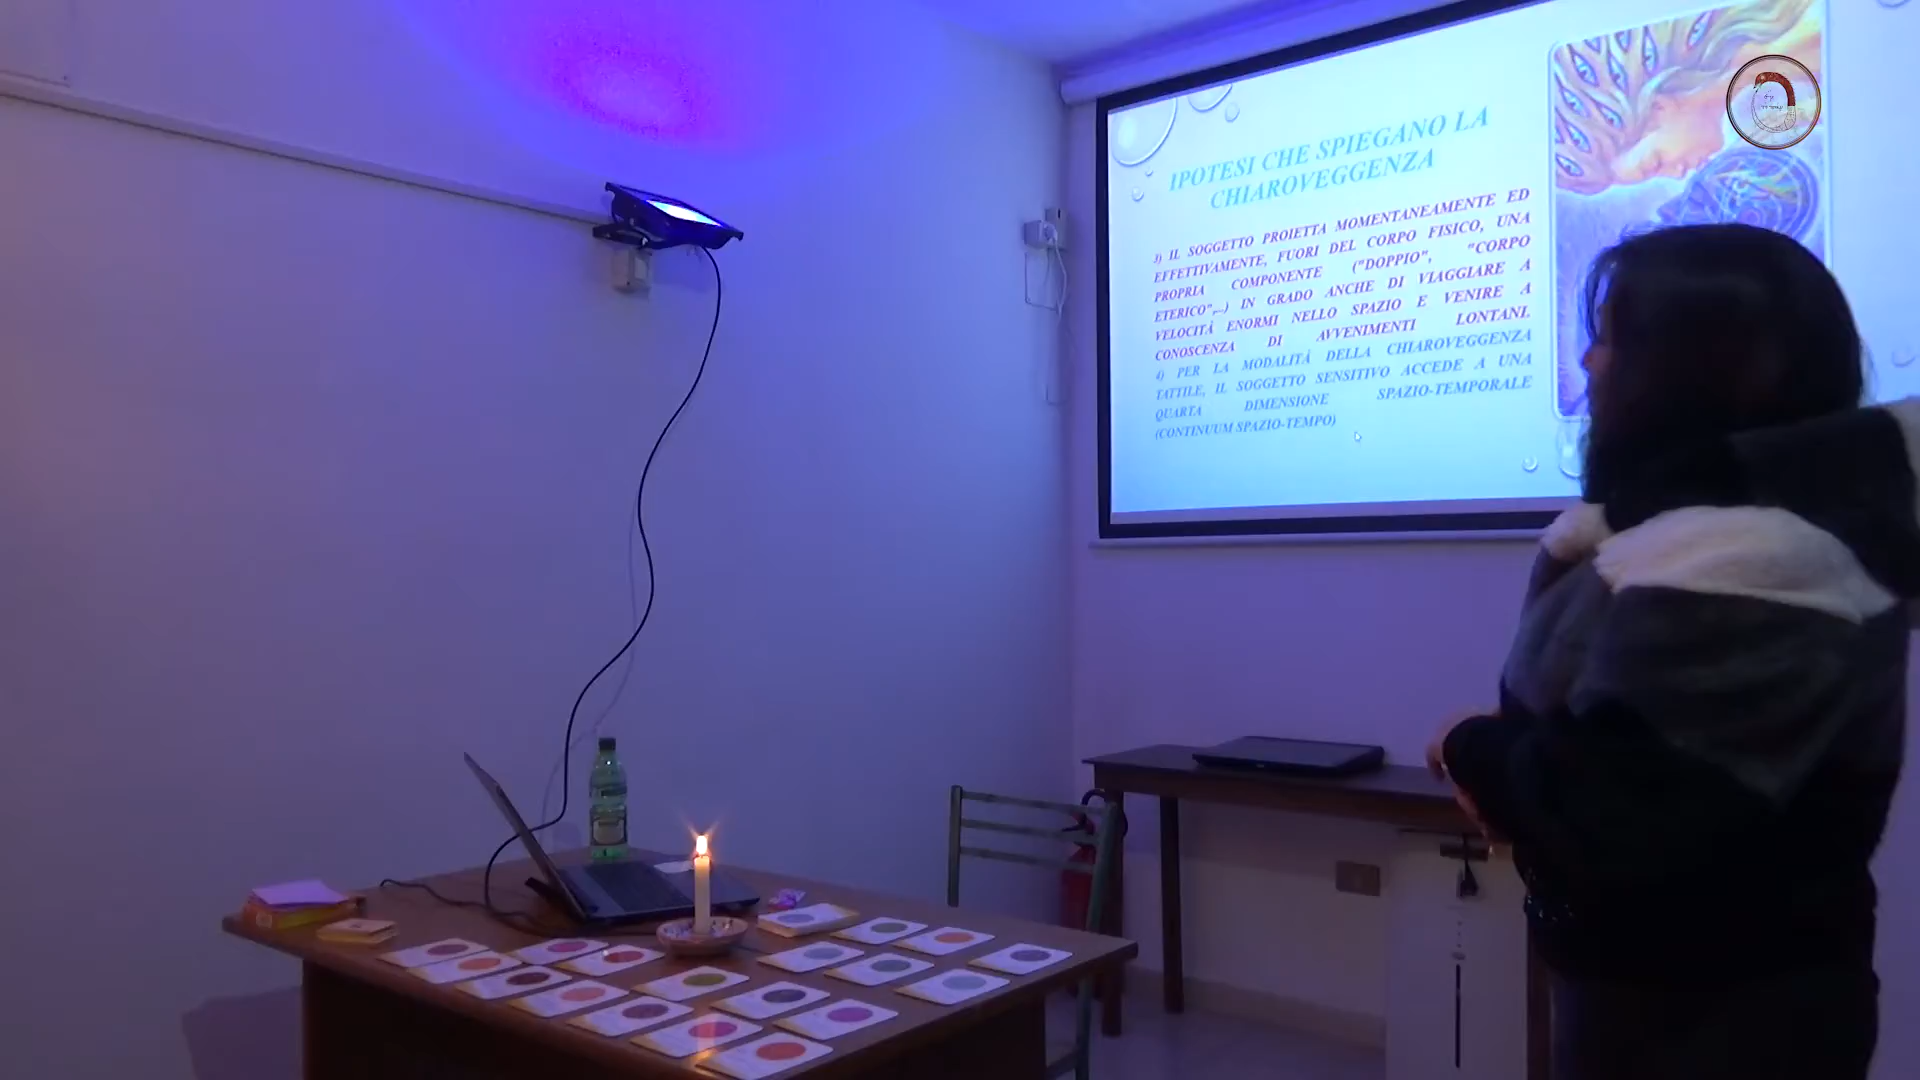 IPOTESI CHE SPIEGANO LA
CHIAROVEGGENZA
3) IL SOGGETTO PROIETTA MOMENTANEAMENTE ED
EFFETTIVAMENTE, FUORI DEL CORPO FISICO, UNA
PROPRIA COMPONENTE ("DOPPIO", "CORPO
ETERICO",...) IN GRADO ANCHE DI VIAGGIARE A
VELOCITÀ ENORMI NELLO SPAZIO E VENIRE A
CONOSCENZA DI AVVENIMENTI LONTANI.
4) PER LA MODALITÀ DELLA CHIAROVEGGENZA
TATTILE, IL SOGGETTO SENSITIVO ACCEDE A UNA
QUARTA DIMENSIONE SPAZIO-TEMPORALE
(CONTINUUM SPAZIO-TEMPO)